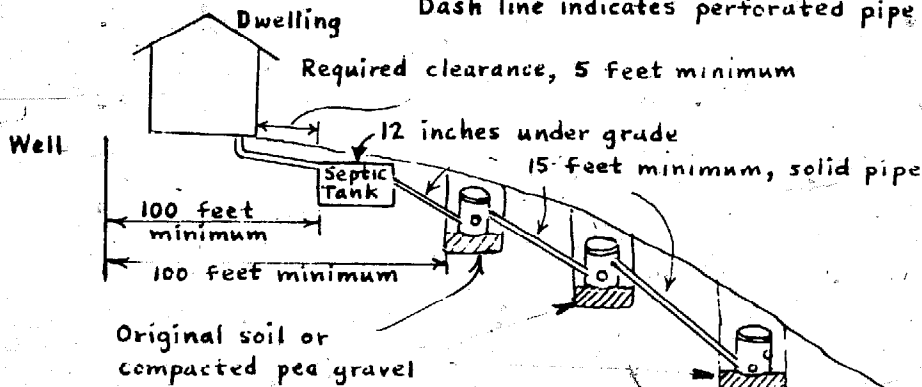 Dash line indicates perforated pipe
Dwelling
Required clearance, 5 feet minimum
12 inches under grade
Well
15 feet minimum, solid pipe
Septic
Tank
100 feet
minimum
100 feet minimum
Original soil or
compacted pea gravel